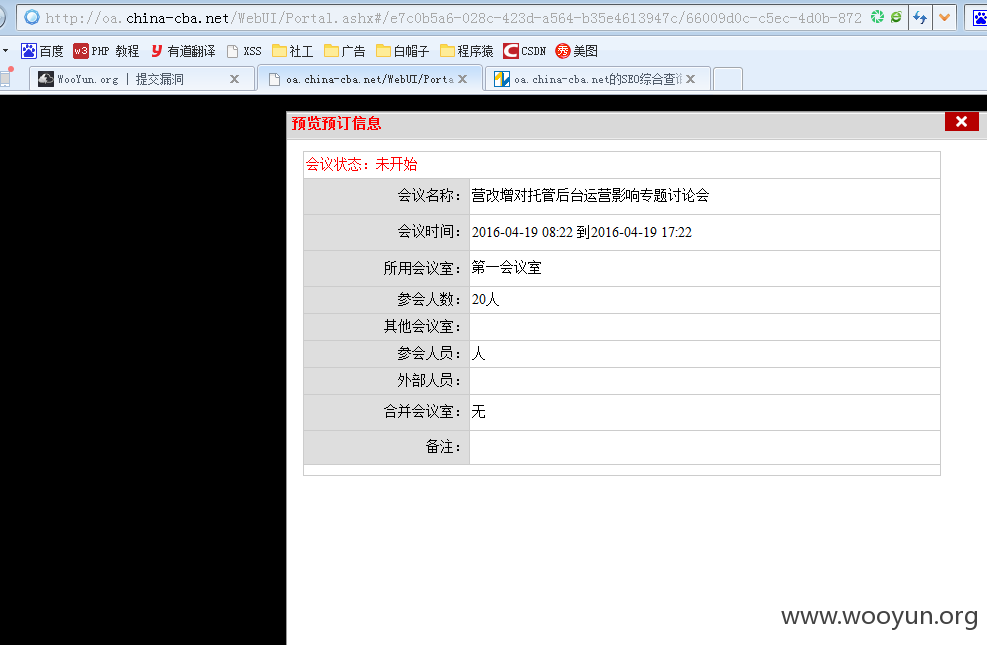 http://oa.china-cba.net/WebUI/Portal.ashx#/e7c0b5a6-028c-423d-a564-b35e4613947c/66009d0c-c5ec-4d0b-872
百度 w3 PHP 教程 有道翻译 XSS 社工 广告 白帽子 程序猿 CSDN 美图
WooYun.org | 提交漏洞 oa.china-cba.net/WebUI/Porta oa.china-cba.net的SEO综合查
预览预订信息
会议状态：未开始
会议名称： 营改增对托管后台运营影响专题讨论会
会议时间： 2016-04-19 08:22 到2016-04-19 17:22
所用会议室： 第一会议室
参会人数： 20人
其他会议室：
参会人员： 人
外部人员：
合并会议室： 无
备注：
www.wooyun.org